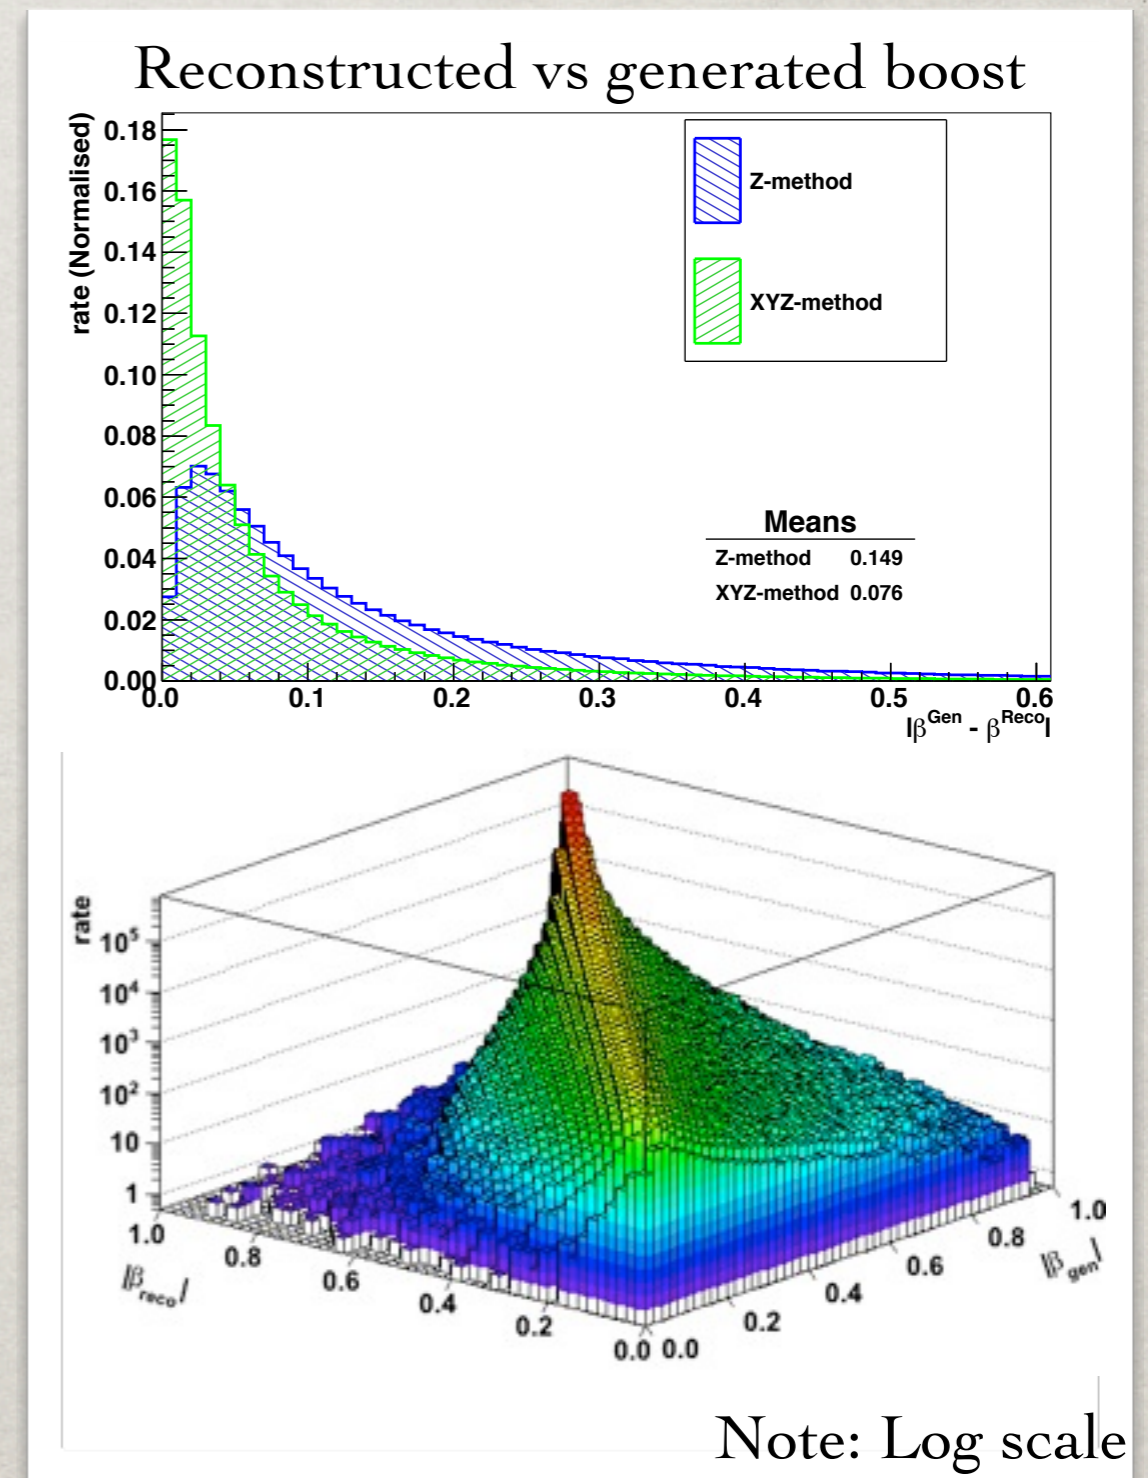 Reconstructed vs generated boost
rate (Normalised)
0.18
0.16
0.14
0.12
0.10
0.08
0.06
0.04
0.02
0.00
Z-method
XYZ-method
Means
Z-method 0.149
XYZ-method 0.076
0.0 0.1 0.2 0.3 0.4 0.5 0.6
|β^Gen - β^Reco|
rate
10^5
10^4
10^3
10^2
10
1
1.0 0.8 0.6 0.4 0.2 0.0
|β_reco|
0.0 0.2 0.4 0.6 0.8 1.0
|β_gen|
Note: Log scale